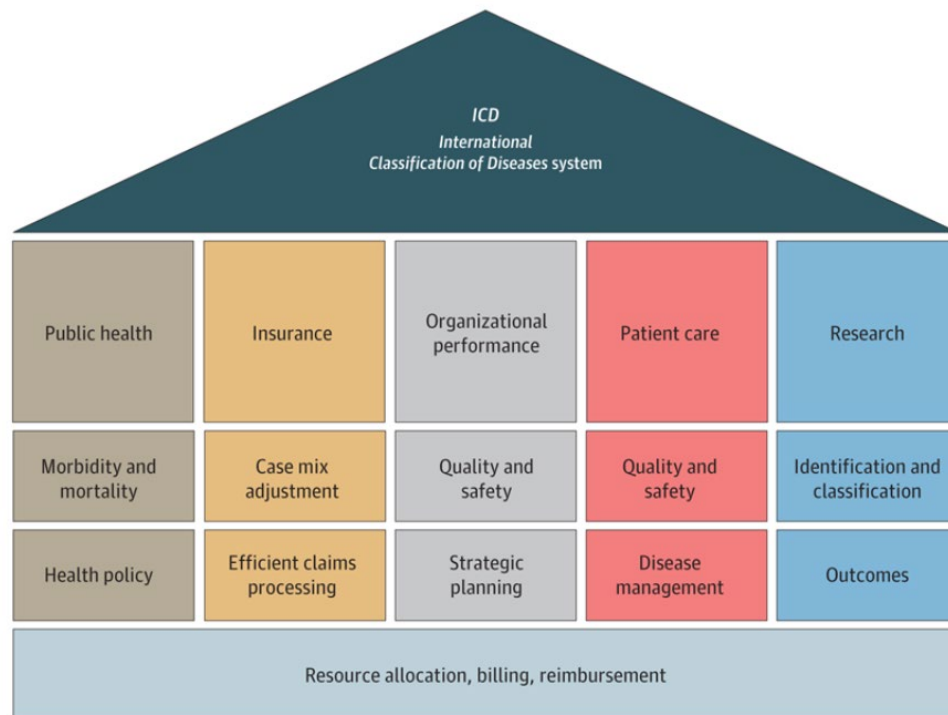 ICD
International
Classification of Diseases system
Public health
Insurance
Organizational
performance
Patient care
Research
Morbidity and
mortality
Case mix
adjustment
Quality and
safety
Quality and
safety
Identification and
classification
Health policy
Efficient claims
processing
Strategic
planning
Disease
management
Outcomes
Resource allocation, billing, reimbursement